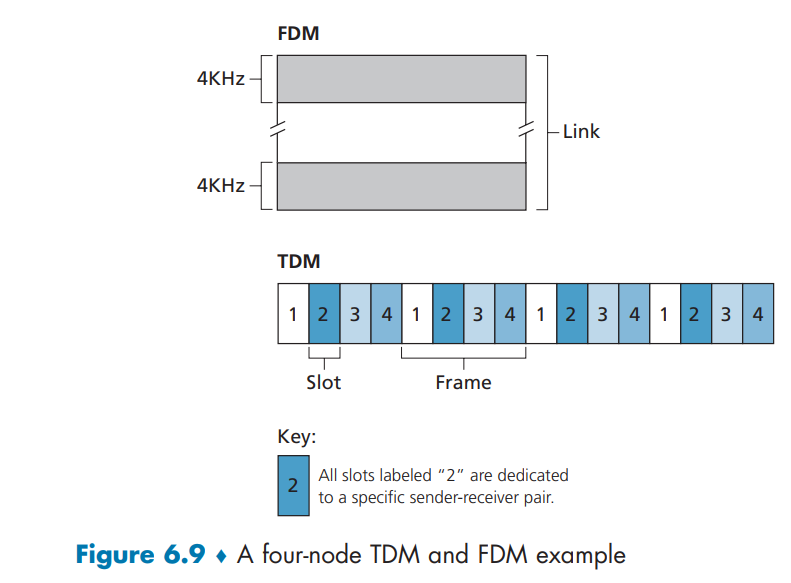 FDM
4KHz
Link
4KHz
TDM
1 2 3 4 1 2 3 4 1 2 3 4 1 2 3 4
Slot Frame
Key:
2
All slots labeled “2” are dedicated
to a specific sender-receiver pair.
Figure 6.9 ♦ A four-node TDM and FDM example